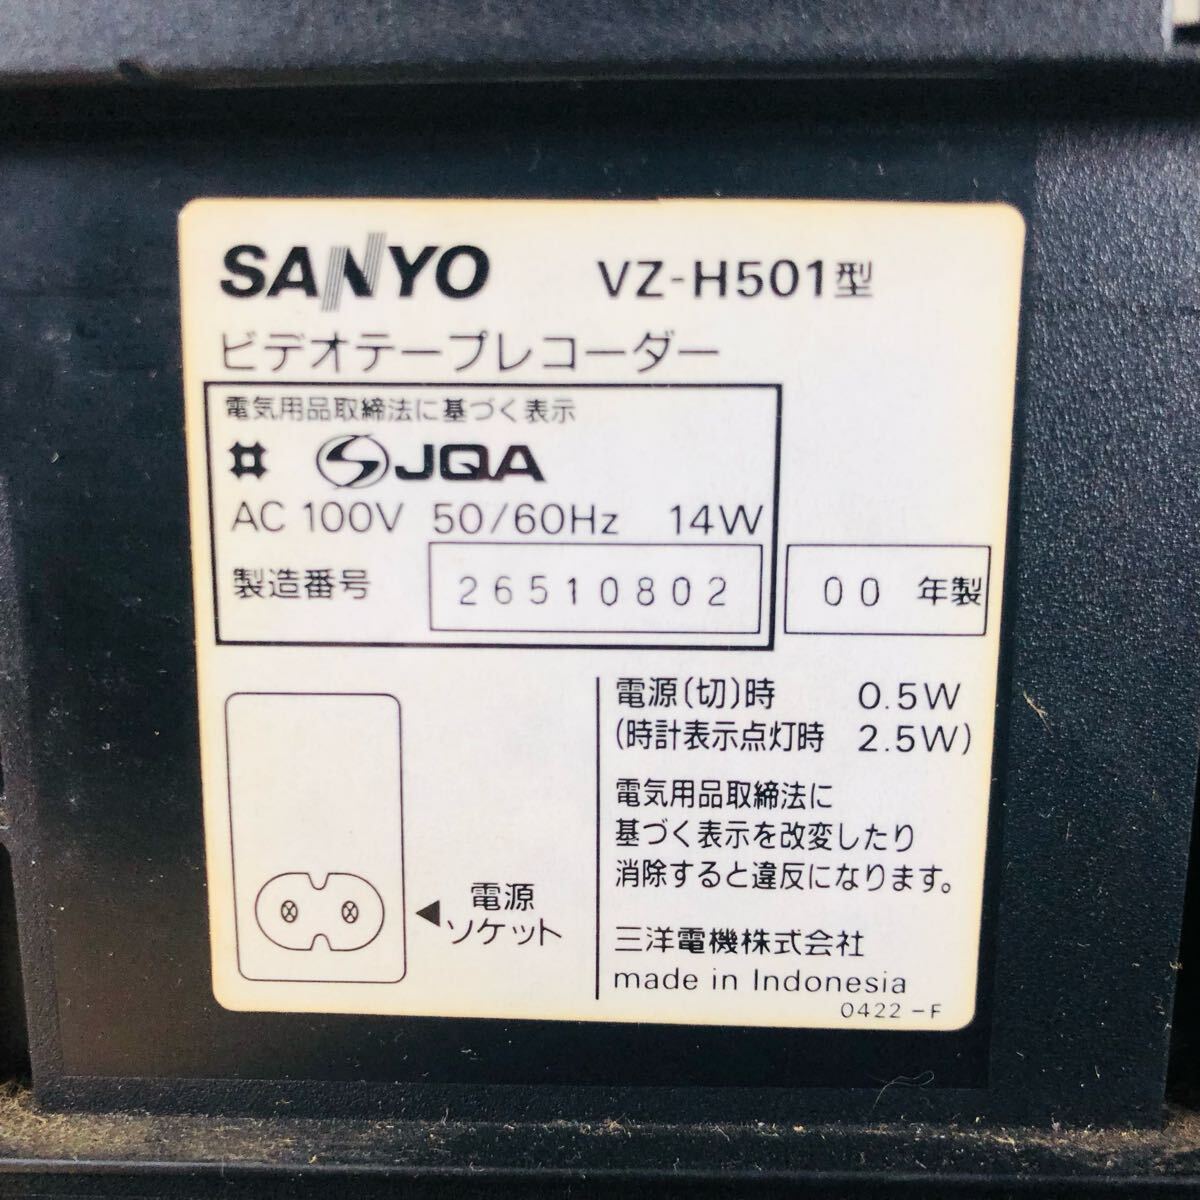 SANYO VZ-H501型
ビデオテープレコーダー
電気用品取締法に基づく表示
JQA
AC 100V 50/60Hz 14W
製造番号 26510802 00 年製
電源(切)時 0.5W
(時計表示点灯時 2.5W)
電気用品取締法に
基づく表示を改変したり
消除すると違反になります。
電源
ソケット
三洋電機株式会社
made in Indonesia
0422-F